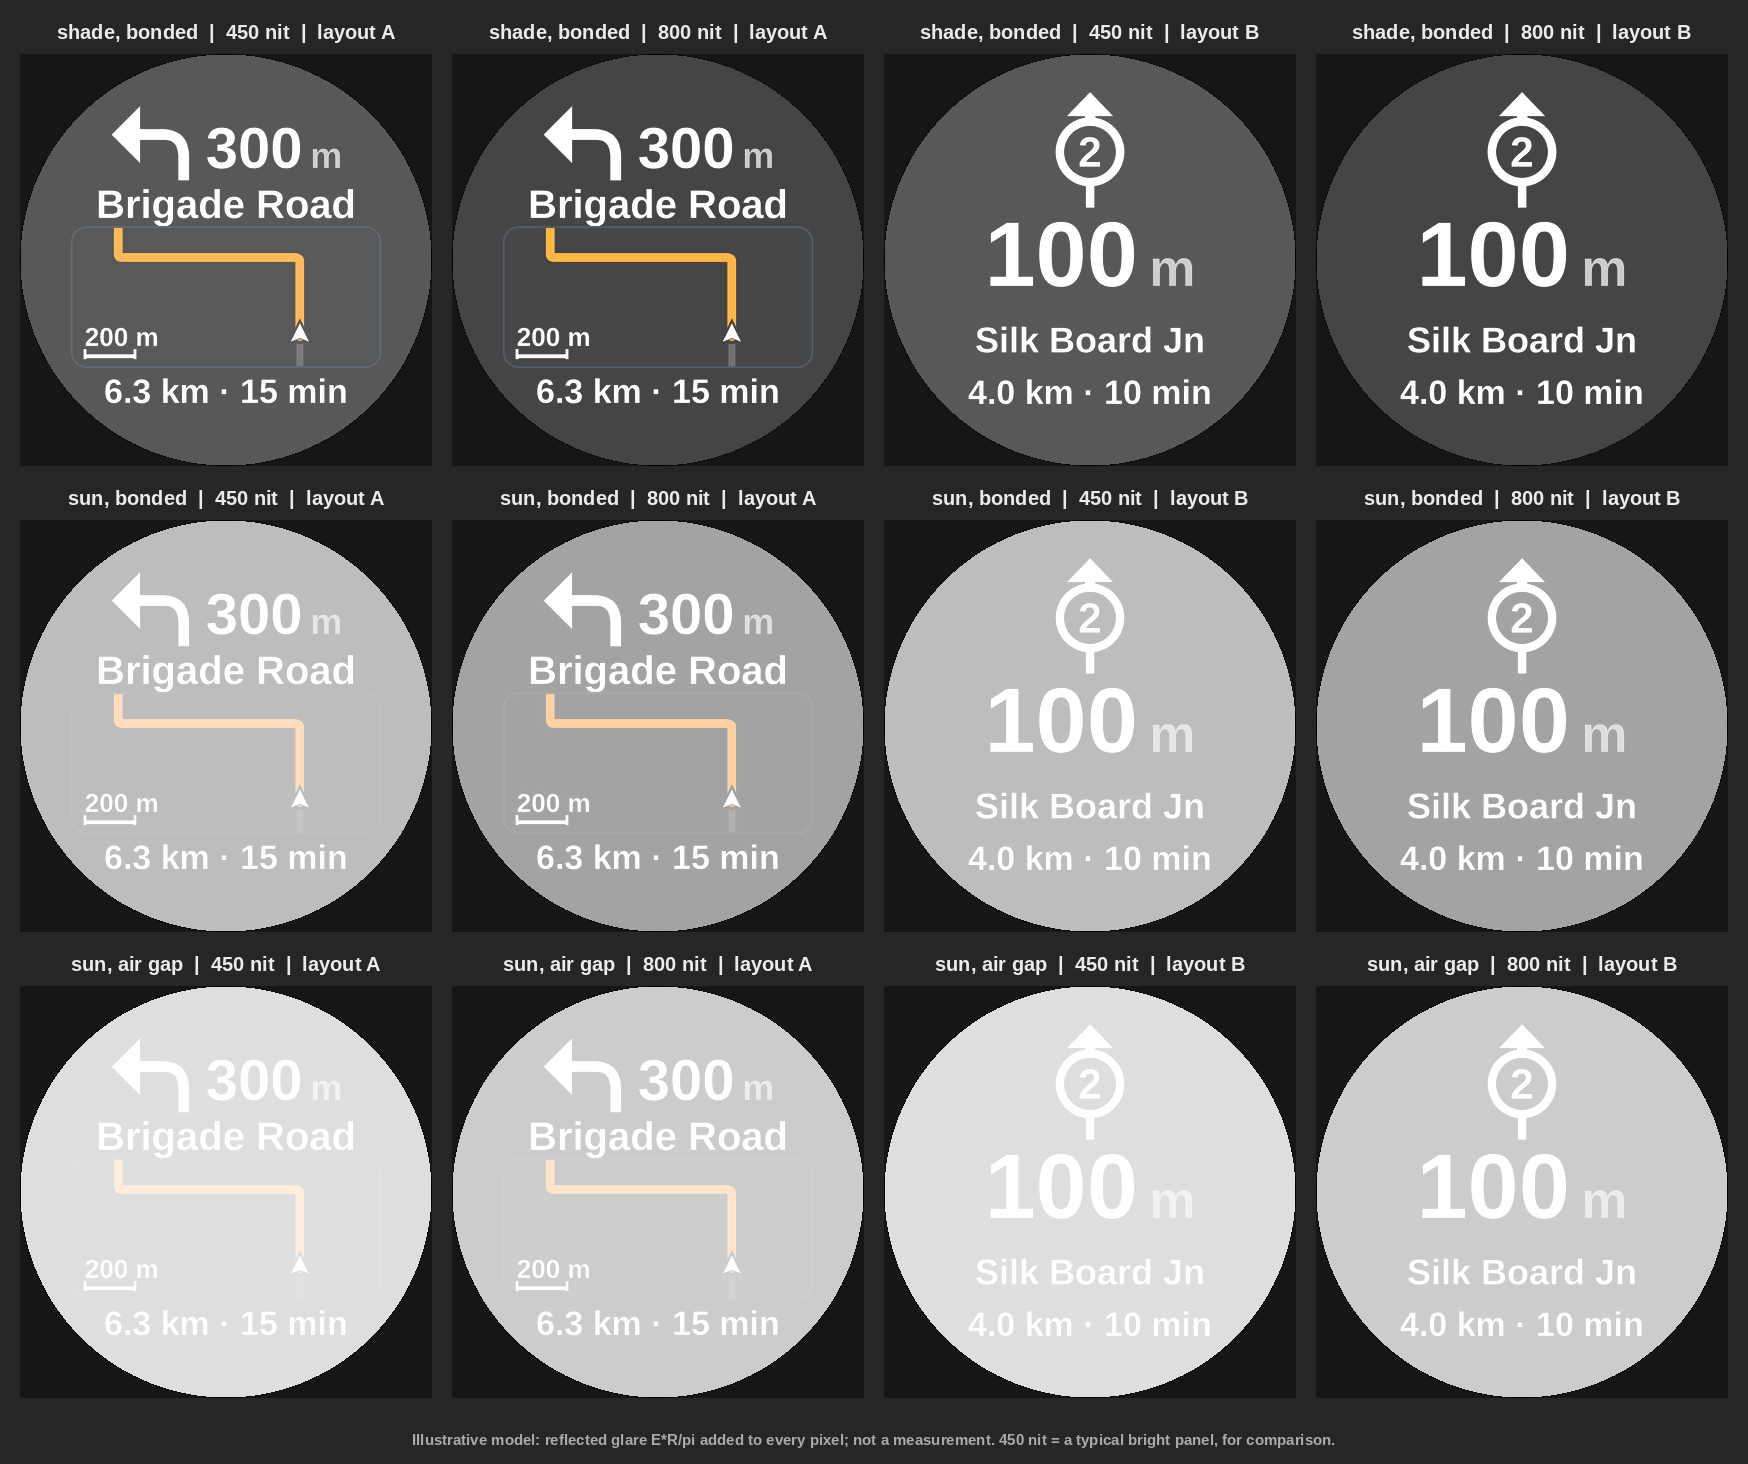 shade, bonded | 450 nit | layout A
300 m
Brigade Road
200 m
6.3 km · 15 min
shade, bonded | 800 nit | layout A
300 m
Brigade Road
200 m
6.3 km · 15 min
shade, bonded | 450 nit | layout B
2
100 m
Silk Board Jn
4.0 km · 10 min
shade, bonded | 800 nit | layout B
2
100 m
Silk Board Jn
4.0 km · 10 min
sun, bonded | 450 nit | layout A
300 m
Brigade Road
200 m
6.3 km · 15 min
sun, bonded | 800 nit | layout A
300 m
Brigade Road
200 m
6.3 km · 15 min
sun, bonded | 450 nit | layout B
2
100 m
Silk Board Jn
4.0 km · 10 min
sun, bonded | 800 nit | layout B
2
100 m
Silk Board Jn
4.0 km · 10 min
sun, air gap | 450 nit | layout A
300 m
Brigade Road
200 m
6.3 km · 15 min
sun, air gap | 800 nit | layout A
300 m
Brigade Road
200 m
6.3 km · 15 min
sun, air gap | 450 nit | layout B
2
100 m
Silk Board Jn
4.0 km · 10 min
sun, air gap | 800 nit | layout B
2
100 m
Silk Board Jn
4.0 km · 10 min
Illustrative model: reflected glare E*R/pi added to every pixel; not a measurement. 450 nit = a typical bright panel, for comparison.